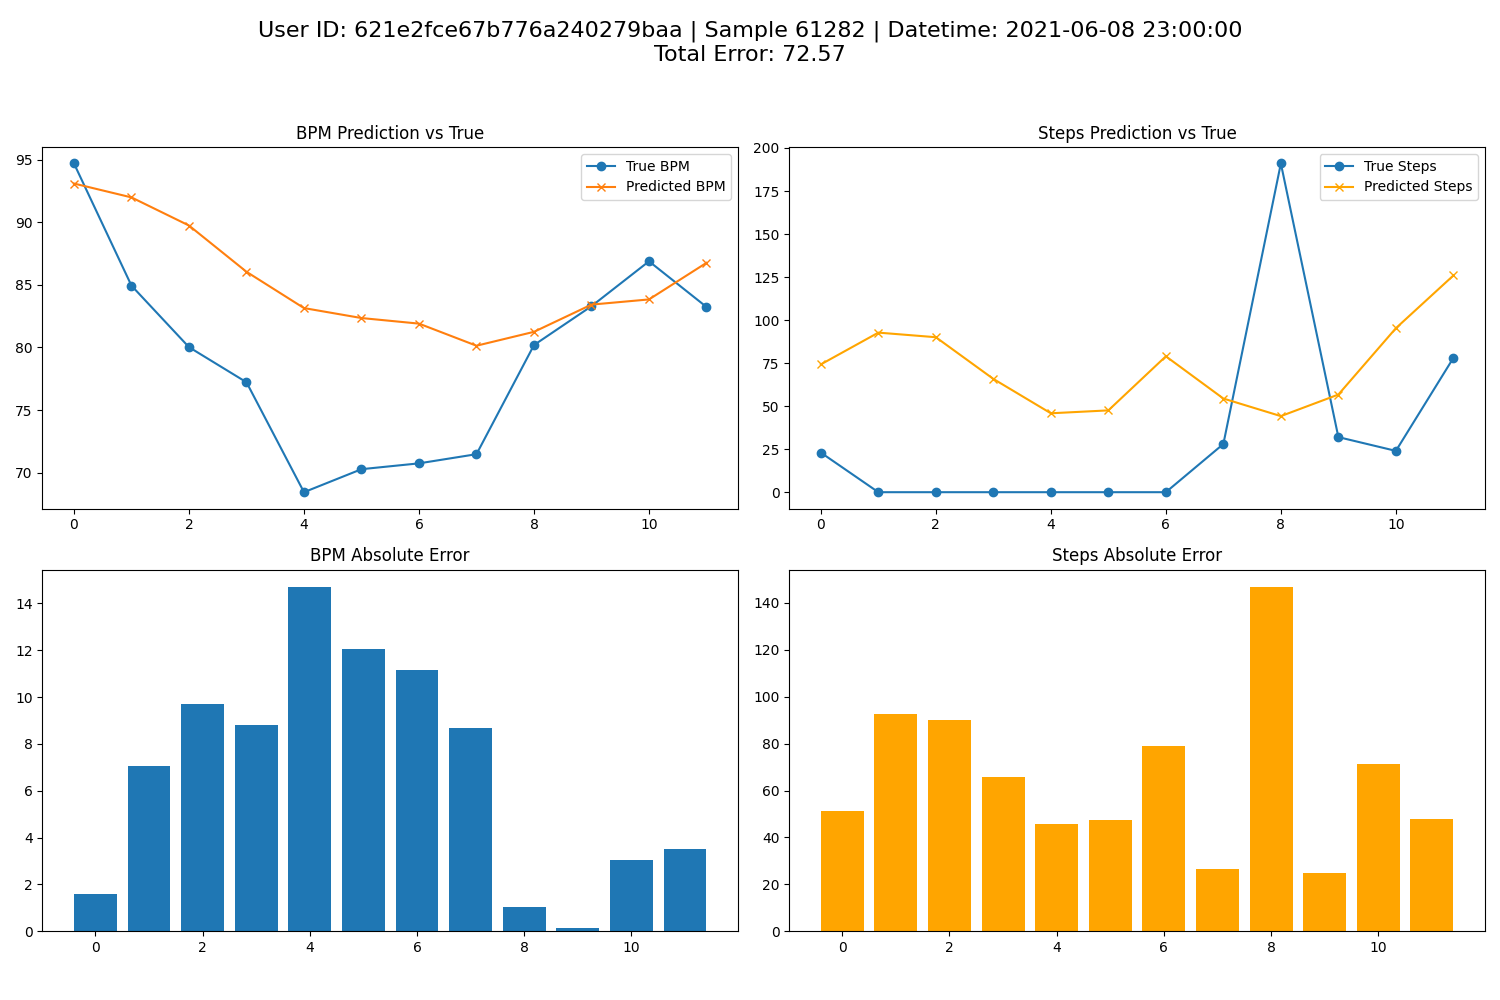 User ID: 621e2fce67b776a240279baa | Sample 61282 | Datetime: 2021-06-08 23:00:00
Total Error: 72.57
BPM Prediction vs True
True BPM
Predicted BPM
95
90
85
80
75
70
0 2 4 6 8 10
Steps Prediction vs True
True Steps
Predicted Steps
200
175
150
125
100
75
50
25
0
0 2 4 6 8 10
BPM Absolute Error
14
12
10
8
6
4
2
0
0 2 4 6 8 10
Steps Absolute Error
140
120
100
80
60
40
20
0
0 2 4 6 8 10